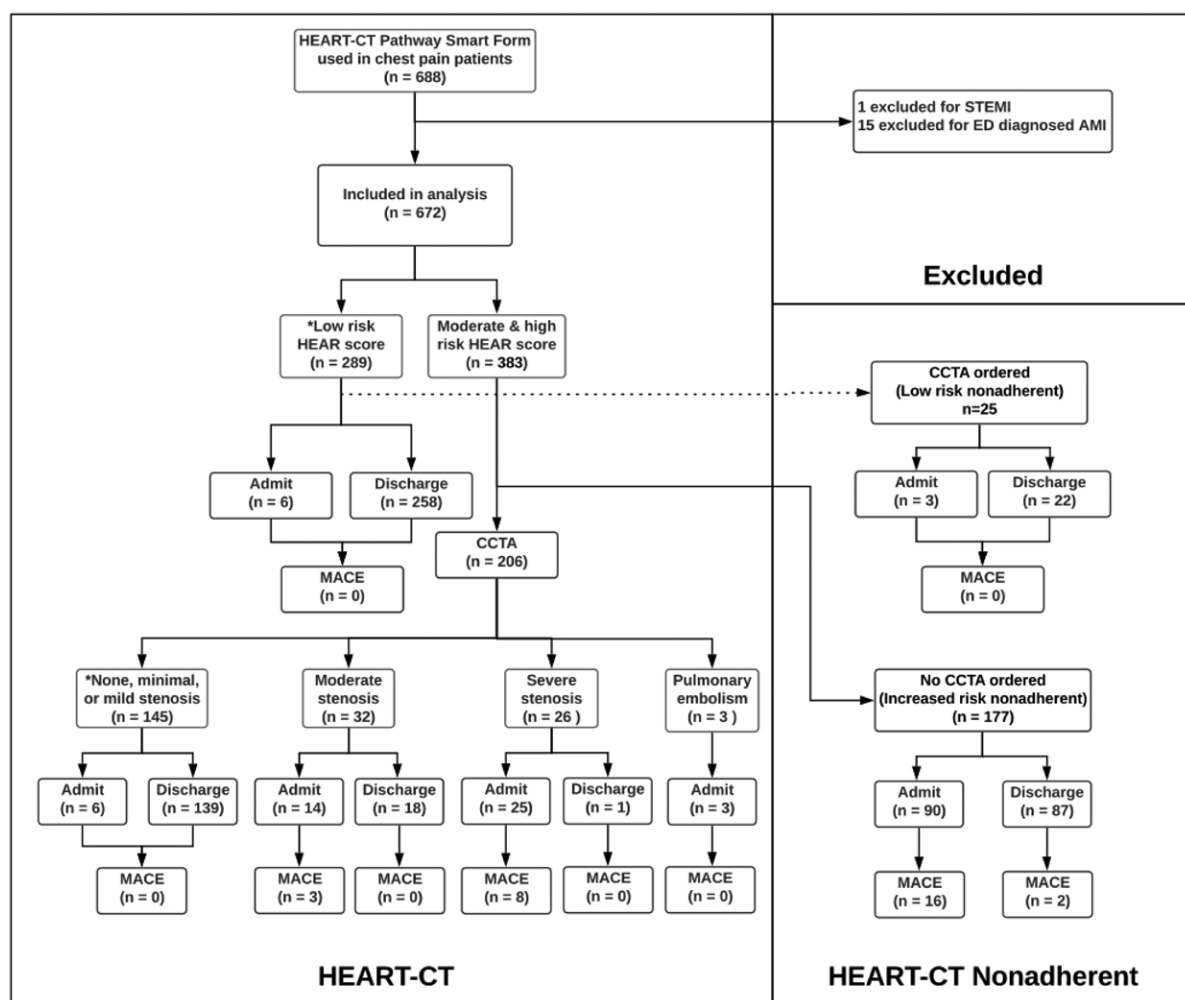 HEART-CT Pathway Smart Form
used in chest pain patients
(n = 688)
1 excluded for STEMI
15 excluded for ED diagnosed AMI
Excluded
Included in analysis
(n = 672)
*Low risk
HEAR score
(n = 289)
Moderate & high
risk HEAR score
(n = 383)
CCTA ordered
(Low risk nonadherent)
n=25
Admit
(n = 6)
Discharge
(n = 258)
MACE
(n = 0)
Admit
(n = 3)
Discharge
(n = 22)
MACE
(n = 0)
CCTA
(n = 206)
*None, minimal,
or mild stenosis
(n = 145)
Moderate
stenosis
(n = 32)
Severe
stenosis
(n = 26 )
Pulmonary
embolism
(n = 3 )
No CCTA ordered
(Increased risk nonadherent)
(n = 177)
Admit
(n = 6)
Discharge
(n = 139)
Admit
(n = 14)
Discharge
(n = 18)
Admit
(n = 25)
Discharge
(n = 1)
Admit
(n = 3)
Admit
(n = 90)
Discharge
(n = 87)
MACE
(n = 0)
MACE
(n = 3)
MACE
(n = 0)
MACE
(n = 8)
MACE
(n = 0)
MACE
(n = 0)
MACE
(n = 16)
MACE
(n = 2)
HEART-CT
HEART-CT Nonadherent